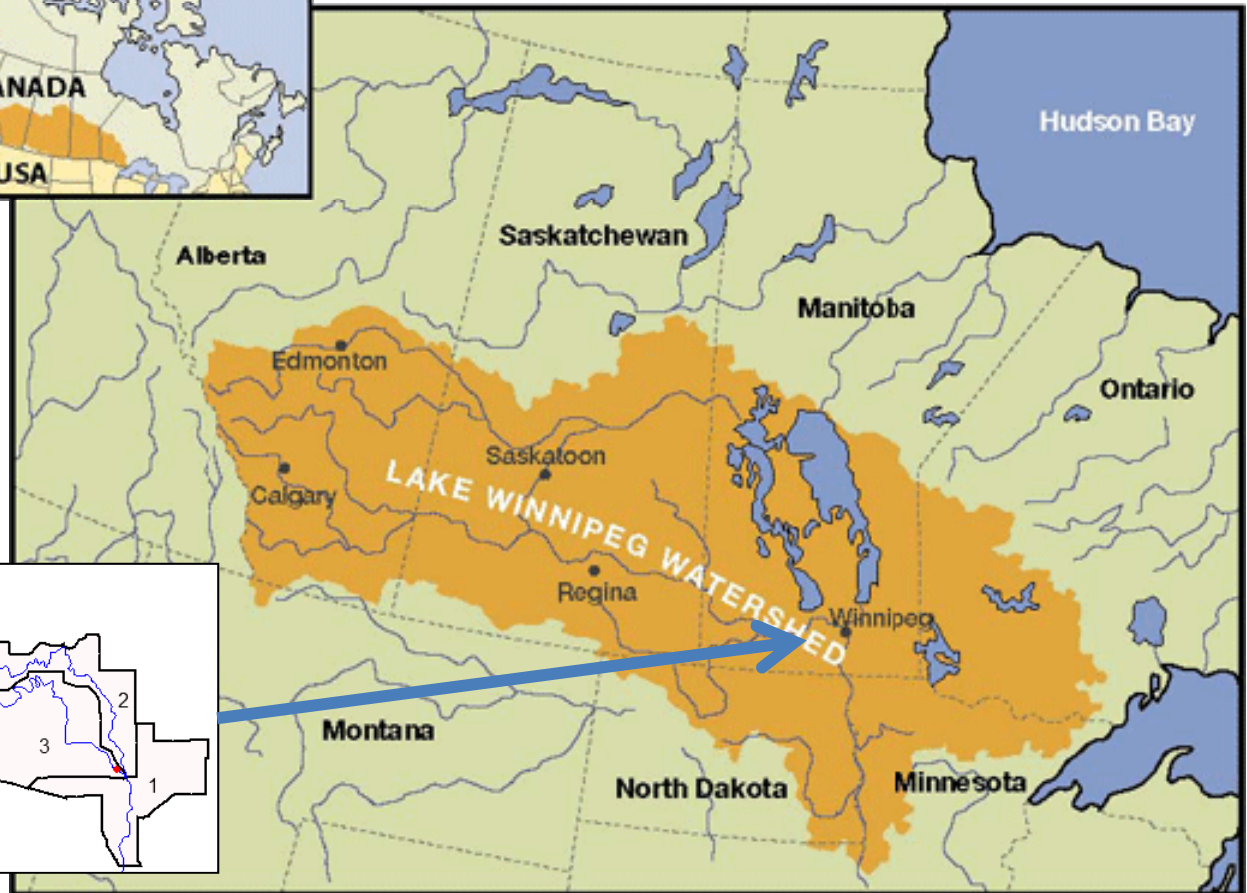 ANADA
USA
Hudson Bay
Saskatchewan
Alberta
Manitoba
Ontario
Edmonton
Saskatoon
Calgary
LAKE WINNIPEG WATERSHED
Regina
Winnipeg
2
3
1
Montana
North Dakota
Minnesota